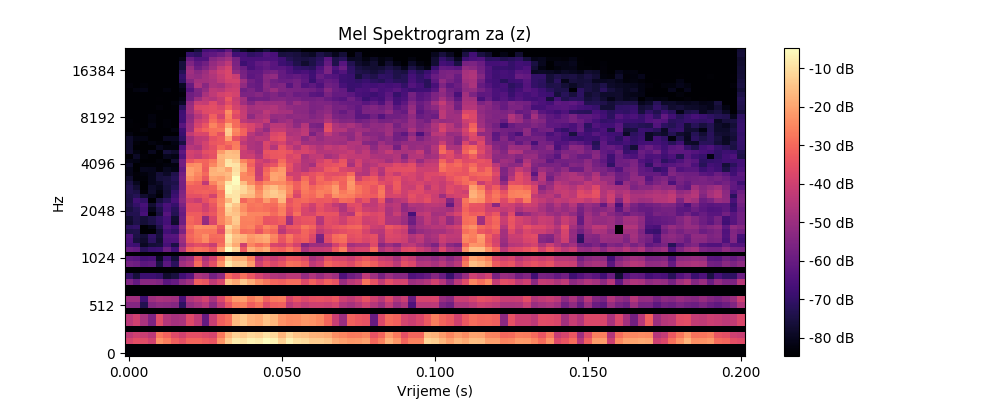 Mel Spektrogram za (z)
Hz
16384
8192
4096
2048
1024
512
0
0.000 0.050 0.100 0.150 0.200
Vrijeme (s)
-10 dB
-20 dB
-30 dB
-40 dB
-50 dB
-60 dB
-70 dB
-80 dB